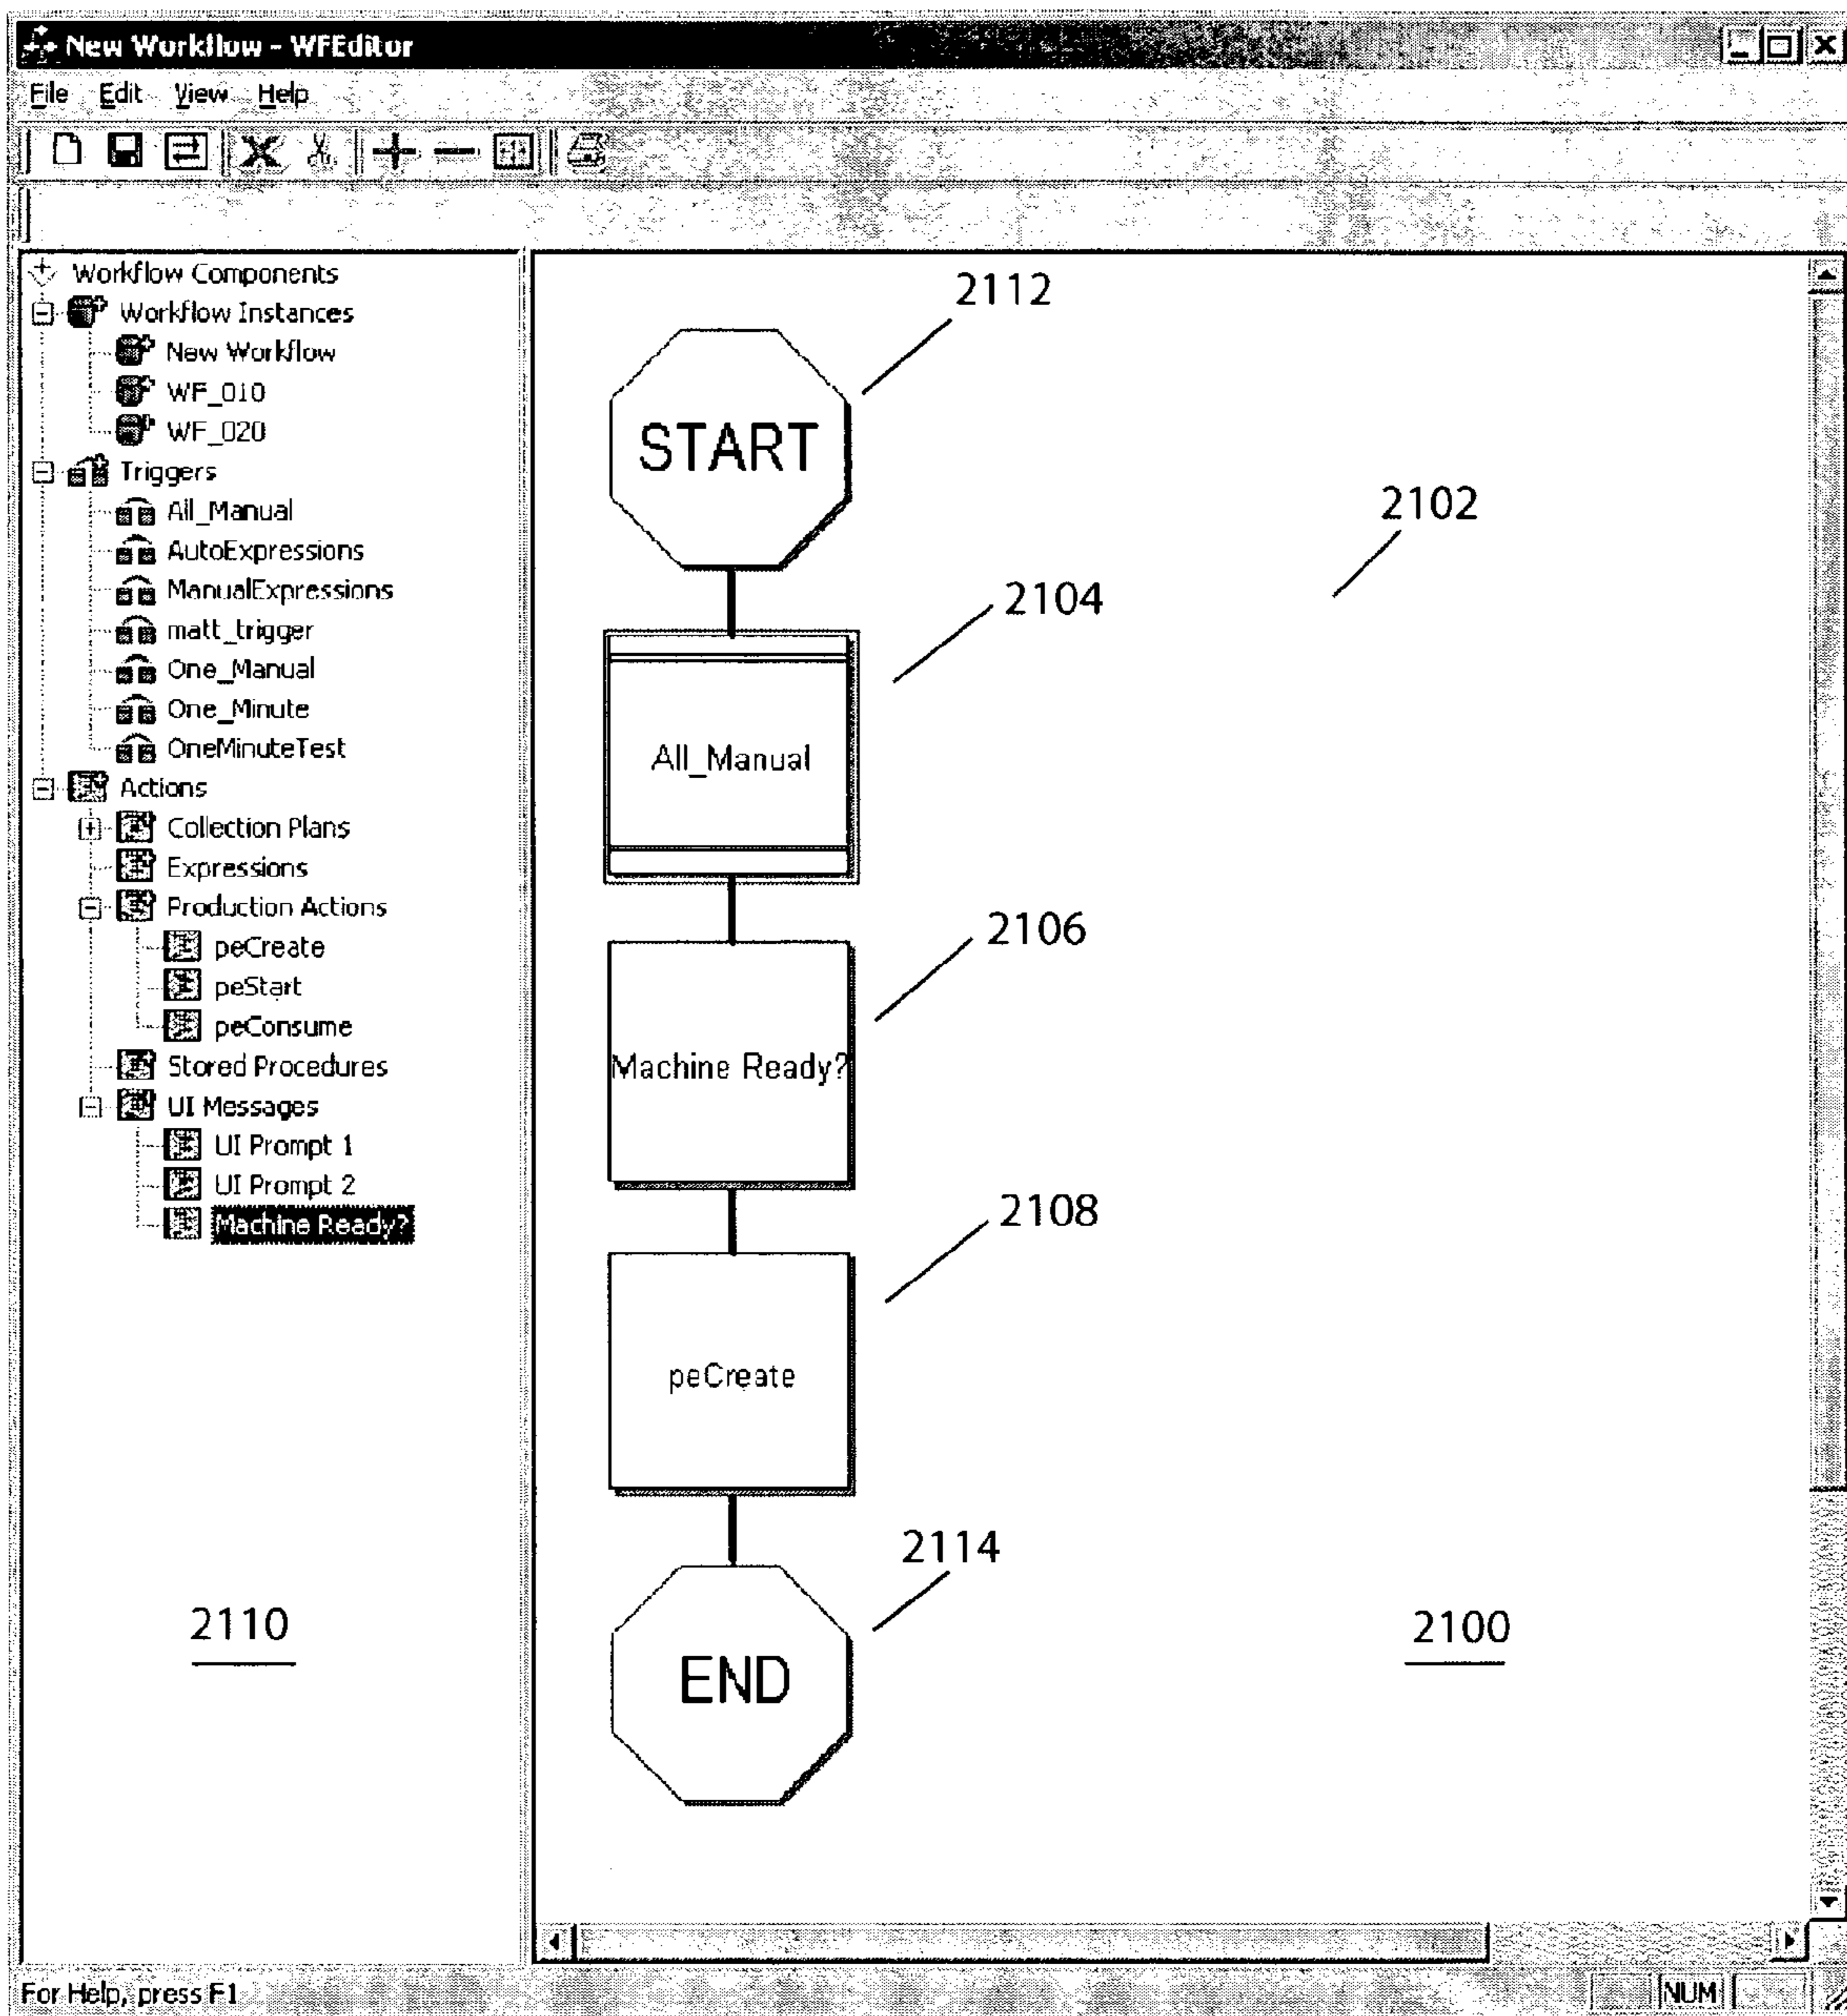 New Workflow - WFEditor
File Edit View Help
Workflow Components
Workflow Instances
New Workflow
WF_010
WF_020
Triggers
All_Manual
AutoExpressions
ManualExpressions
matt_trigger
One_Manual
One_Minute
OneMinuteTest
Actions
Collection Plans
Expressions
Production Actions
peCreate
peStart
peConsume
Stored Procedures
UI Messages
UI Prompt 1
UI Prompt 2
Machine Ready?
2110
2112
START
2102
2104
All_Manual
2106
Machine Ready?
2108
peCreate
2114
END
2100
For Help, press F1
NUM